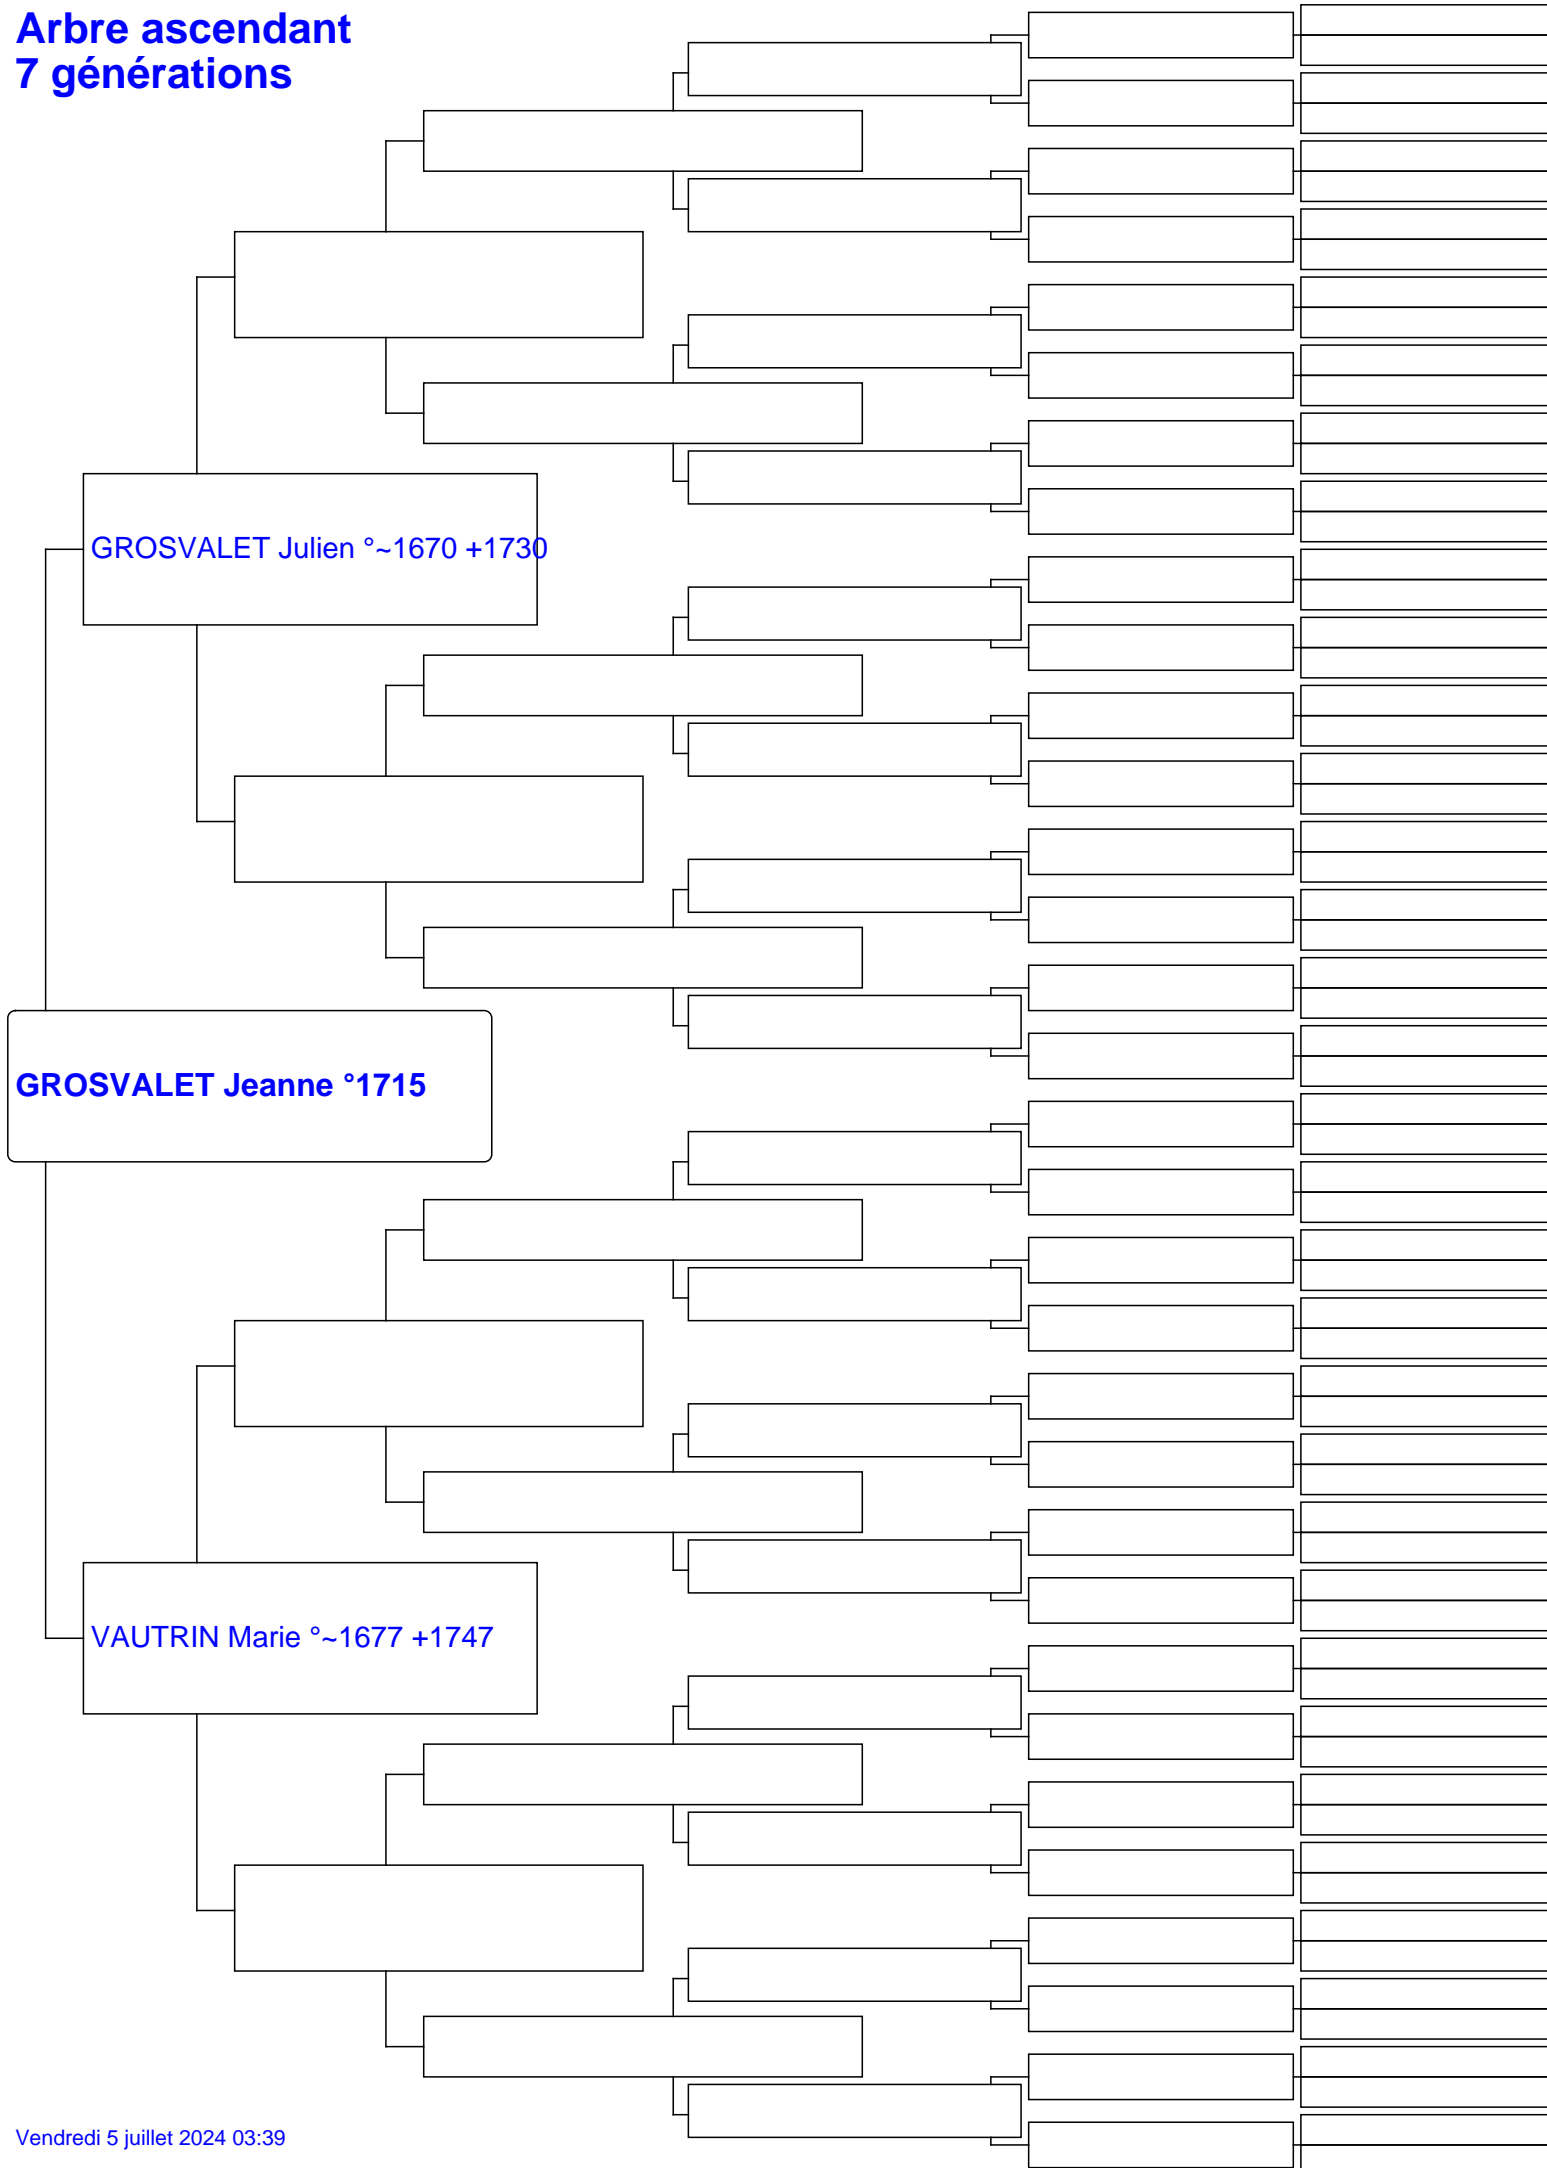 Arbre ascendant
7 générations
GROSVALET Julien °~1670 +1730
GROSVALET Jeanne °1715
VAUTRIN Marie °~1677 +1747
Vendredi 5 juillet 2024 03:39